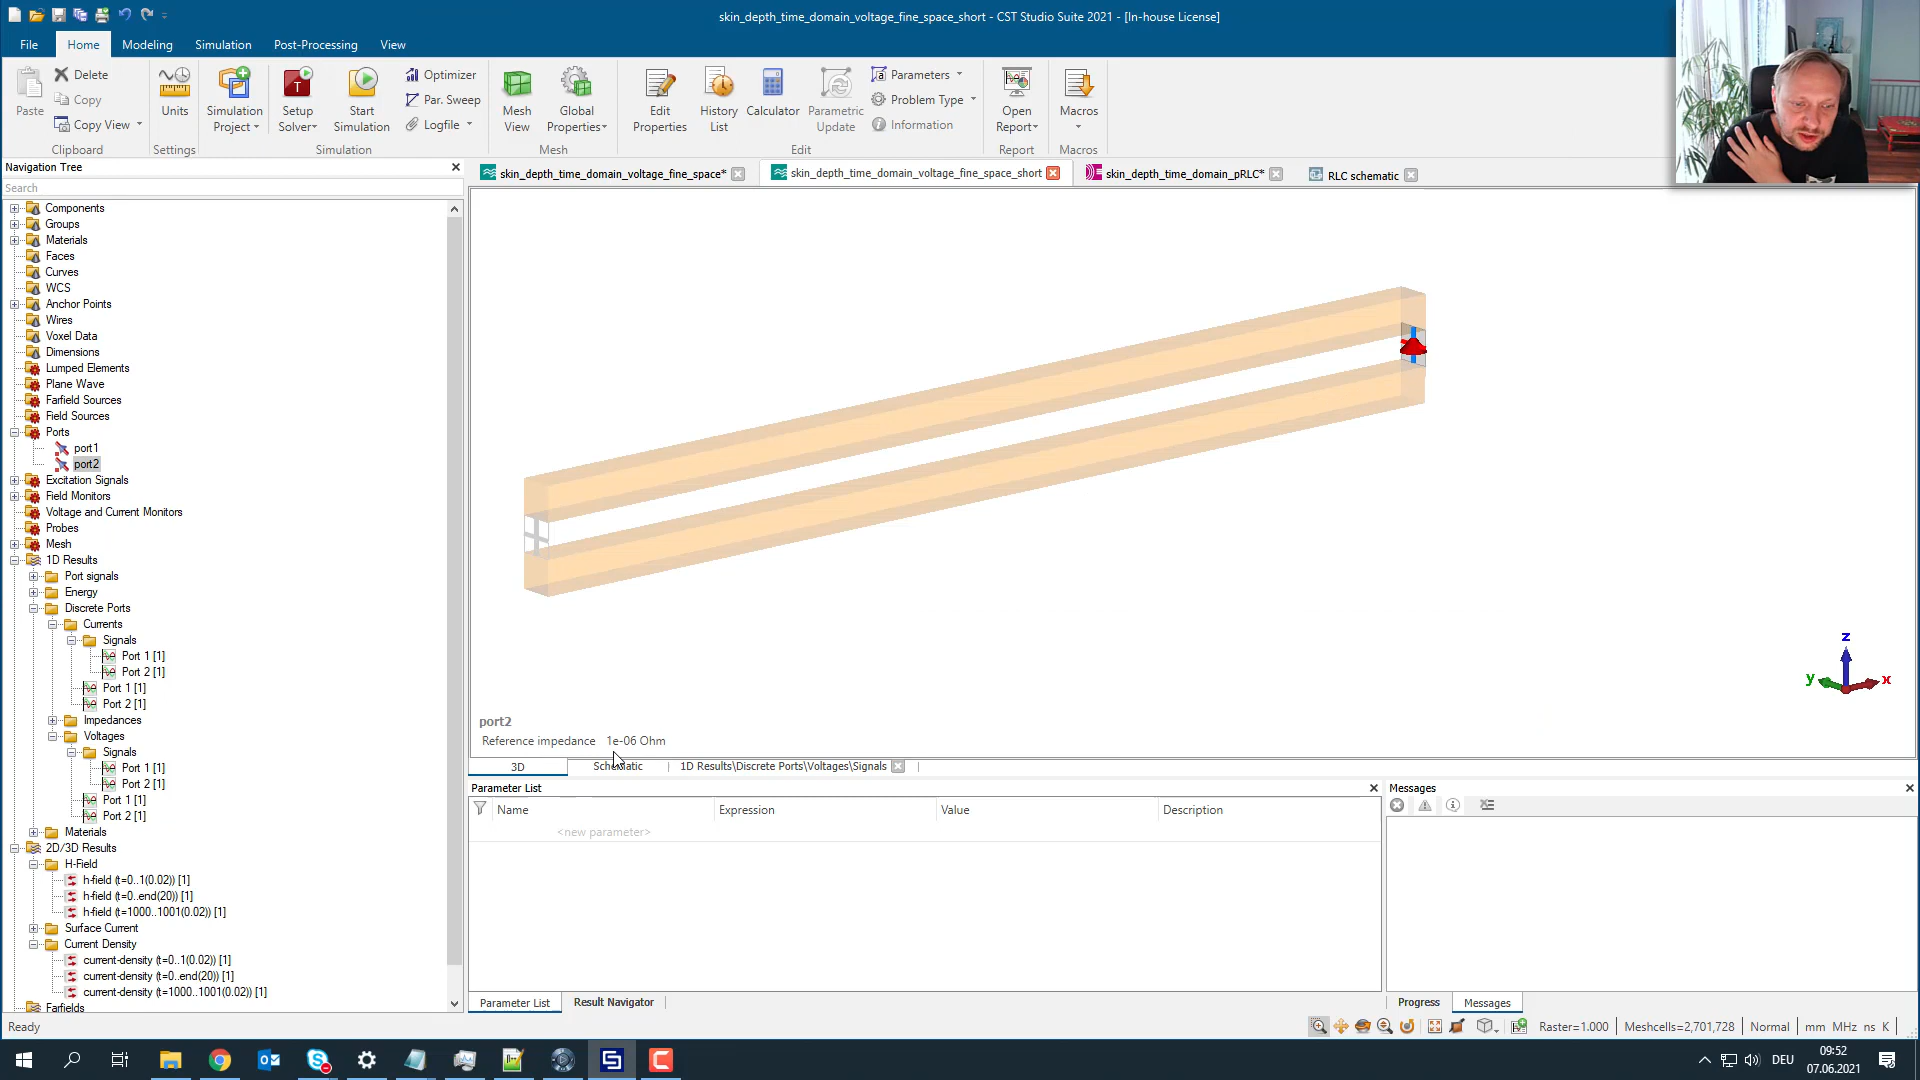 skin_depth_time_domain_voltage_fine_space_short - CST Studio Suite 2021 - [In-house License]
File Home Modeling Simulation Post-Processing View
Paste
Delete
Copy
Copy View
Clipboard
Units
Settings
Simulation Project
Setup Solver
Start Simulation
Optimizer
Par. Sweep
Logfile
Simulation
Mesh View
Global Properties
Mesh
Edit Properties
History List
Calculator
Parametric Update
Parameters
Problem Type
Information
Edit
Open Report
Report
Macros
Macros
Navigation Tree
Search
skin_depth_time_domain_voltage_fine_space*
skin_depth_time_domain_voltage_fine_space_short
skin_depth_time_domain_pRLC*
RLC schematic
Components
Groups
Materials
Faces
Curves
WCS
Anchor Points
Wires
Voxel Data
Dimensions
Lumped Elements
Plane Wave
Farfield Sources
Field Sources
Ports
port1
port2
Excitation Signals
Field Monitors
Voltage and Current Monitors
Probes
Mesh
1D Results
Port signals
Energy
Discrete Ports
Currents
Signals
Port 1 [1]
Port 2 [1]
Port 1 [1]
Port 2 [1]
Impedances
Voltages
Signals
Port 1 [1]
Port 2 [1]
Port 1 [1]
Port 2 [1]
Materials
2D/3D Results
H-Field
h-field (t=0..1(0.02)) [1]
h-field (t=0..end(20)) [1]
h-field (t=1000..1001(0.02)) [1]
Surface Current
Current Density
current-density (t=0..1(0.02)) [1]
current-density (t=0..end(20)) [1]
current-density (t=1000..1001(0.02)) [1]
Farfields
z
y
x
port2
Reference impedance 1e-06 Ohm
3D Schematic 1D Results\Discrete Ports\Voltages\Signals
Parameter List
Name Expression Value Description
<new parameter>
Parameter List Result Navigator
Messages
Progress Messages
Ready
Raster=1.000 Meshcells=2,701,728 Normal mm MHz ns K
DEU
09:52
07.06.2021